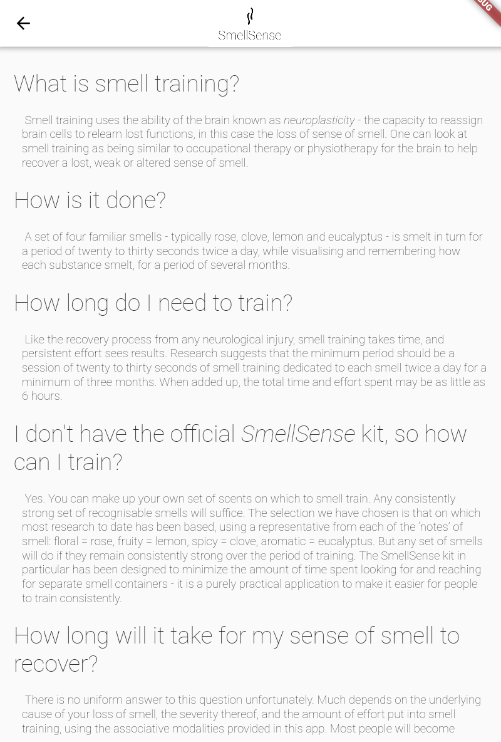 BUG
SmellSense
What is smell training?
Smell training uses the ability of the brain known as neuroplasticity - the capacity to reassign
brain cells to relearn lost functions, in this case the loss of sense of smell. One can look at
smell training as being similar to occupational therapy or physiotherapy for the brain to help
recover a lost, weak or altered sense of smell.
How is it done?
A set of four familiar smells - typically rose, clove, lemon and eucalyptus - is smelt in turn for
a period of twenty to thirty seconds twice a day, while visualising and remembering how
each substance smelt, for a period of several months.
How long do I need to train?
Like the recovery process from any neurological injury, smell training takes time, and
persistent effort sees results. Research suggests that the minimum period should be a
session of twenty to thirty seconds of smell training dedicated to each smell twice a day for a
minimum of three months. When added up, the total time and effort spent may be as little as
6 hours.
I don't have the official SmellSense kit, so how
can I train?
Yes. You can make up your own set of scents on which to smell train. Any consistently
strong set of recognisable smells will suffice. The selection we have chosen is that on which
most research to date has been based, using a representative from each of the 'notes' of
smell: floral = rose, fruity = lemon, spicy = clove, aromatic = eucalyptus. But any set of smells
will do if they remain consistently strong over the period of training. The SmellSense kit in
particular has been designed to minimize the amount of time spent looking for and reaching
for separate smell containers - it is a purely practical application to make it easier for people
to train consistently.
How long will it take for my sense of smell to
recover?
There is no uniform answer to this question unfortunately. Much depends on the underlying
cause of your loss of smell, the severity thereof, and the amount of effort put into smell
training, using the associative modalities provided in this app. Most people will become